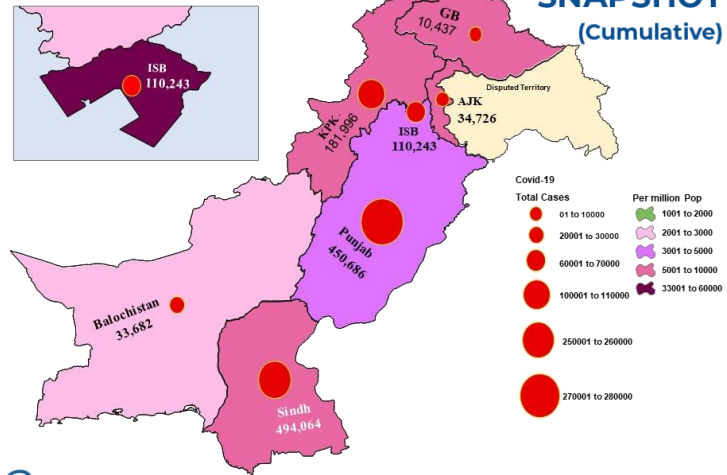 SNAPSHOT
(Cumulative)
ISB
110,243
GB
10,437
Disputed Territory
AJK
34,726
KPK.
181,996
ISB
110,243
Punjab
450,686
Balochistan
33,682
Sindh
494,064
Covid-19
Total Cases
01 to 10000
20001 to 30000
60001 to 70000
100001 to 110000
250001 to 260000
270001 to 280000
Per million Pop
1001 to 2000
2001 to 3000
3001 to 5000
5001 to 10000
33001 to 60000